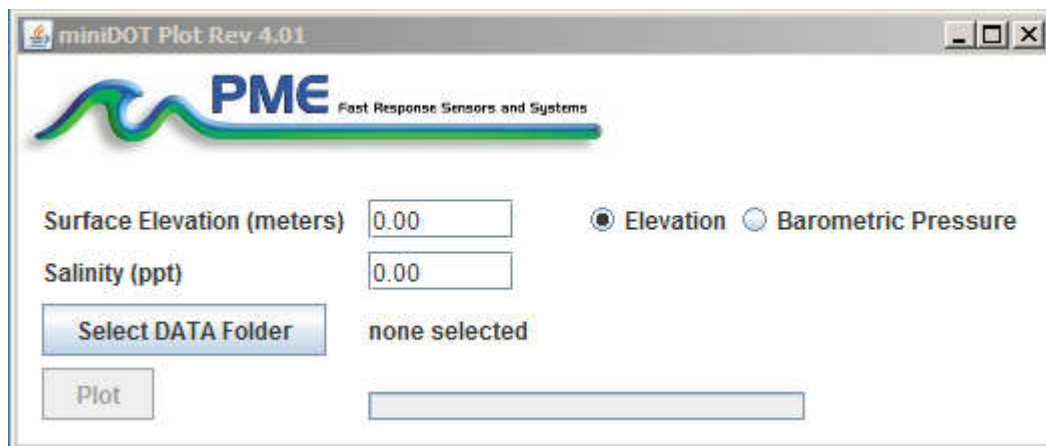 miniDOT Plot Rev 4.01
PME Fast Response Sensors and Systems
Surface Elevation (meters) 0.00 Elevation Barometric Pressure
Salinity (ppt) 0.00
Select DATA Folder none selected
Plot